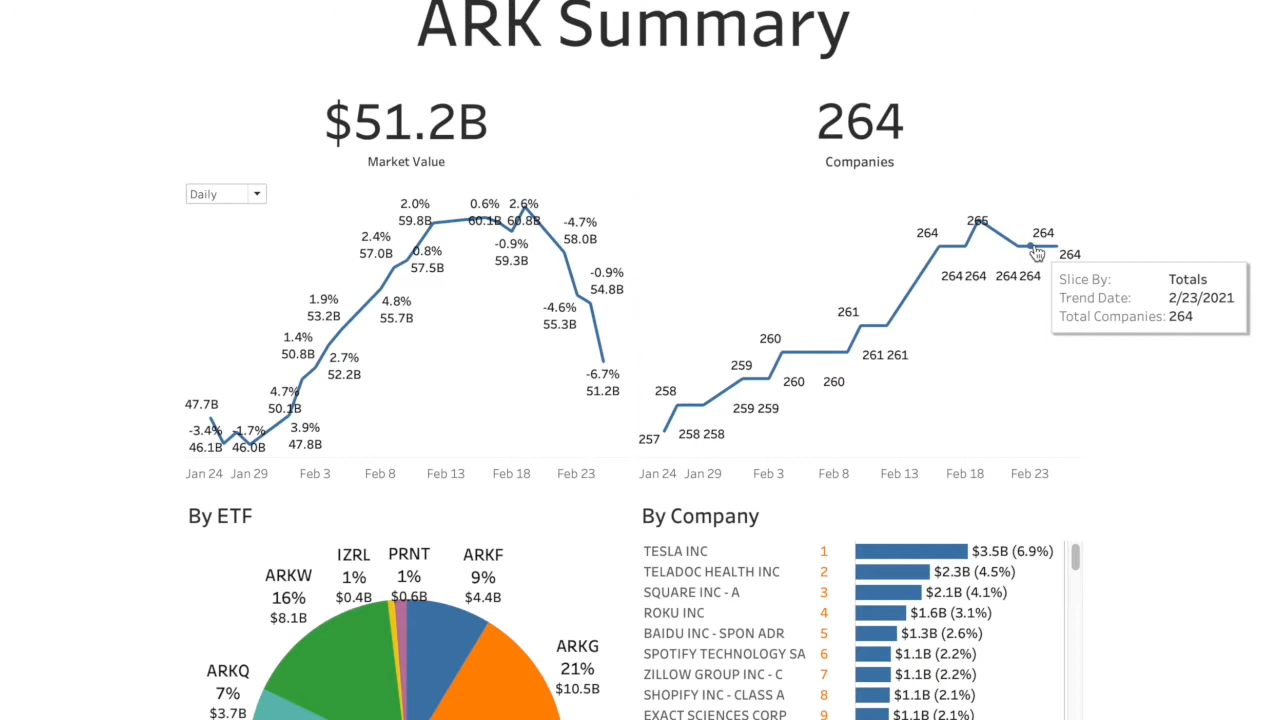 ARK Summary
$51.2B
Market Value
264
Companies
Daily
47.7B
-3.4%
46.1B
-1.7%
46.0B
3.9%
47.8B
4.7%
50.1B
1.4%
50.8B
2.7%
52.2B
1.9%
53.2B
4.8%
55.7B
2.4%
57.0B
0.8%
57.5B
2.0%
59.8B
0.6%
60.1B
-0.9%
59.3B
2.6%
60.8B
-4.7%
58.0B
-4.6%
55.3B
-0.9%
54.8B
-6.7%
51.2B
Jan 24 Jan 29 Feb 3 Feb 8 Feb 13 Feb 18 Feb 23
257
258
258 258
259
259 259
260
260
260
261
261 261
264
264 264
265
264 264
264
264
Slice By: Totals
Trend Date: 2/23/2021
Total Companies: 264
Jan 24 Jan 29 Feb 3 Feb 8 Feb 13 Feb 18 Feb 23
By ETF
IZRL
1%
$0.4B
PRNT
1%
$0.6B
ARKF
9%
$4.4B
ARKW
16%
$8.1B
ARKG
21%
$10.5B
ARKQ
7%
$3.7B
By Company
TESLA INC 1 $3.5B (6.9%)
TELADOC HEALTH INC 2 $2.3B (4.5%)
SQUARE INC - A 3 $2.1B (4.1%)
ROKU INC 4 $1.6B (3.1%)
BAIDU INC - SPON ADR 5 $1.3B (2.6%)
SPOTIFY TECHNOLOGY SA 6 $1.1B (2.2%)
ZILLOW GROUP INC - C 7 $1.1B (2.2%)
SHOPIFY INC - CLASS A 8 $1.1B (2.1%)
EXACT SCIENCES CORP 9 $1.1B (2.1%)